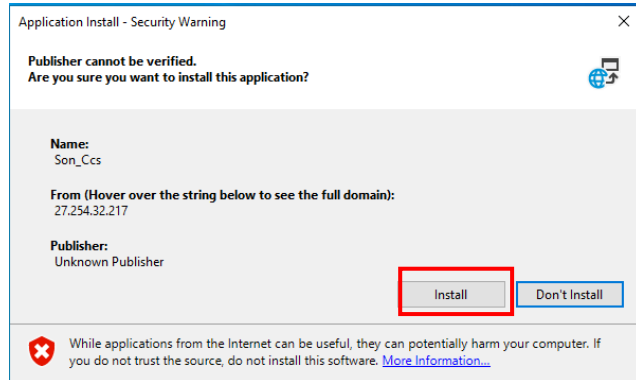 Application Install - Security Warning
Publisher cannot be verified.
Are you sure you want to install this application?
Name:
Son_Ccs
From (Hover over the string below to see the full domain):
27.254.32.217
Publisher:
Unknown Publisher
Install
Don't Install
While applications from the Internet can be useful, they can potentially harm your computer. If
you do not trust the source, do not install this software. More Information...